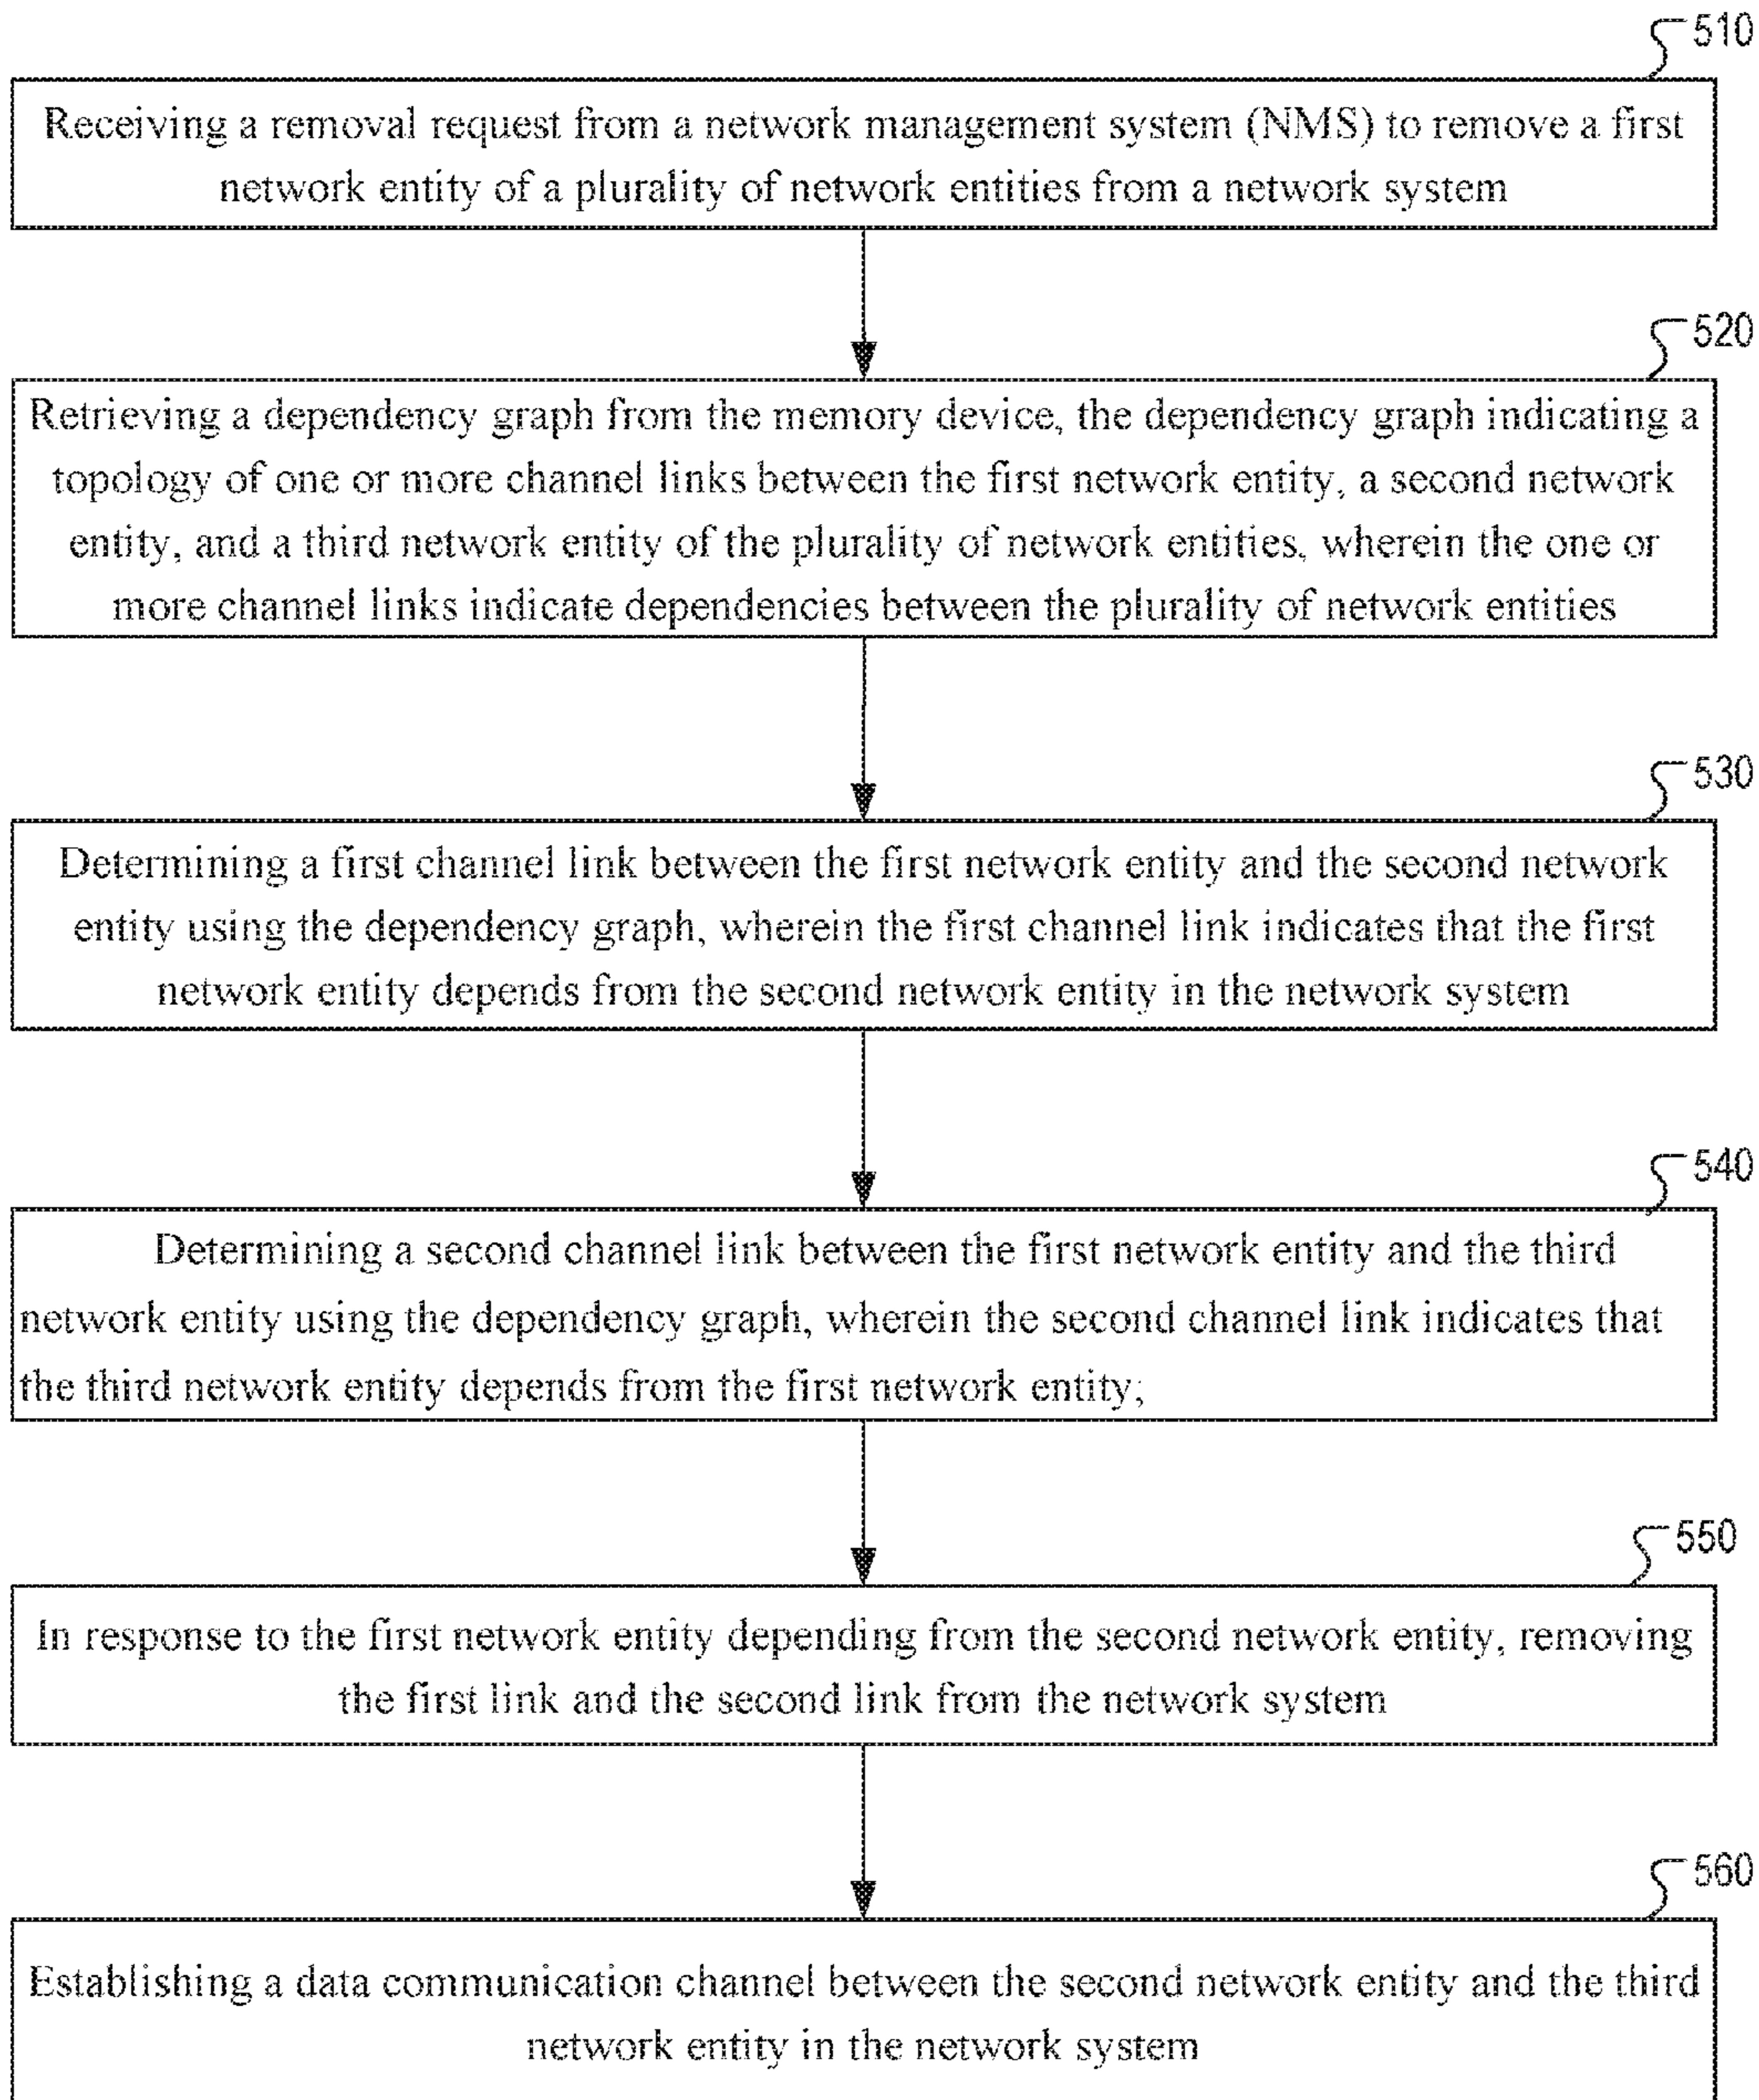 510
Receiving a removal request from a network management system (NMS) to remove a first
network entity of a plurality of network entities from a network system
520
Retrieving a dependency graph from the memory device, the dependency graph indicating a
topology of one or more channel links between the first network entity, a second network
entity, and a third network entity of the plurality of network entities, wherein the one or
more channel links indicate dependencies between the plurality of network entities
530
Determining a first channel link between the first network entity and the second network
entity using the dependency graph, wherein the first channel link indicates that the first
network entity depends from the second network entity in the network system
540
Determining a second channel link between the first network entity and the third
network entity using the dependency graph, wherein the second channel link indicates that
the third network entity depends from the first network entity;
550
In response to the first network entity depending from the second network entity, removing
the first link and the second link from the network system
560
Establishing a data communication channel between the second network entity and the third
network entity in the network system